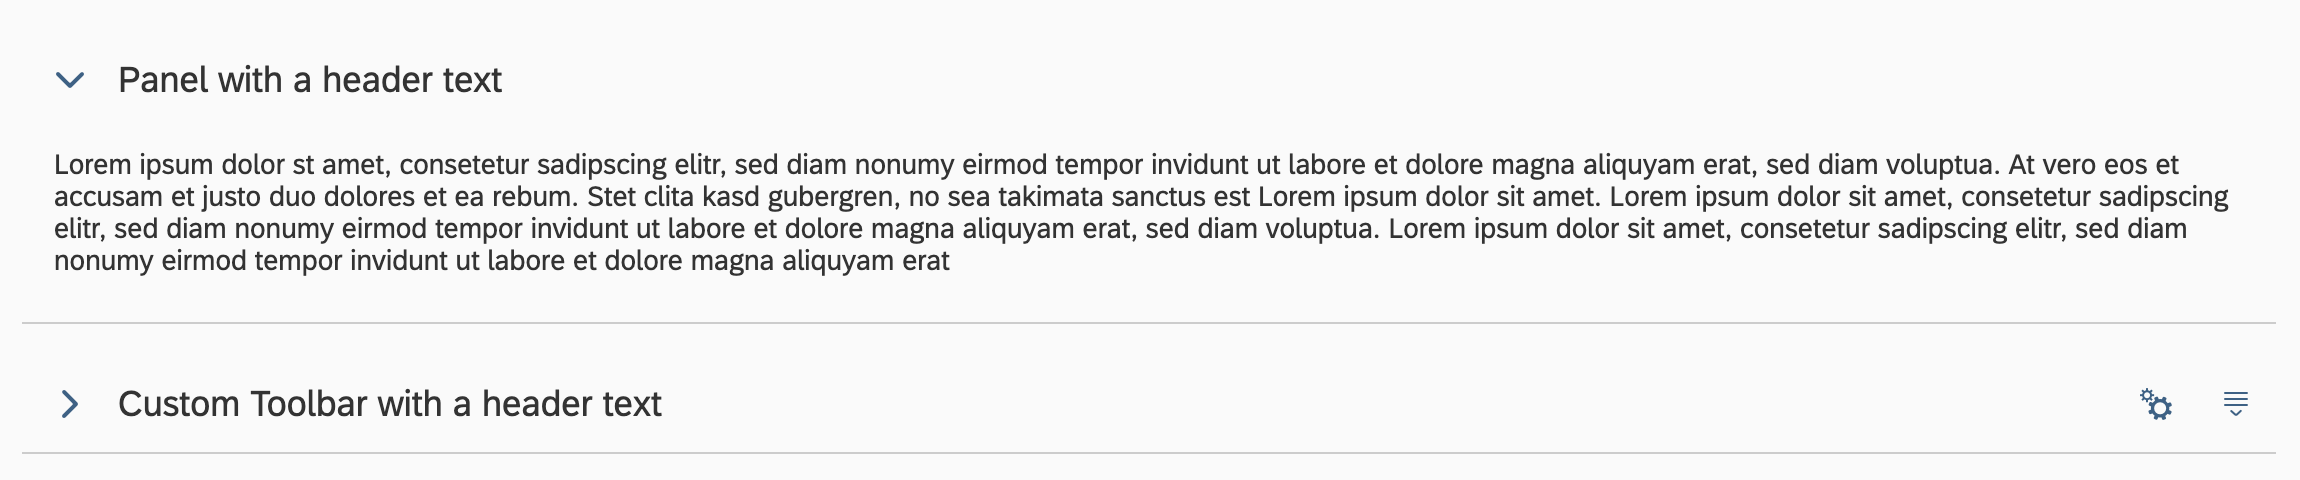 Panel with a header text
Lorem ipsum dolor st amet, consetetur sadipscing elitr, sed diam nonumy eirmod tempor invidunt ut labore et dolore magna aliquyam erat, sed diam voluptua. At vero eos et
accusam et justo duo dolores et ea rebum. Stet clita kasd gubergren, no sea takimata sanctus est Lorem ipsum dolor sit amet. Lorem ipsum dolor sit amet, consetetur sadipscing
elitr, sed diam nonumy eirmod tempor invidunt ut labore et dolore magna aliquyam erat, sed diam voluptua. Lorem ipsum dolor sit amet, consetetur sadipscing elitr, sed diam
nonumy eirmod tempor invidunt ut labore et dolore magna aliquyam erat
Custom Toolbar with a header text